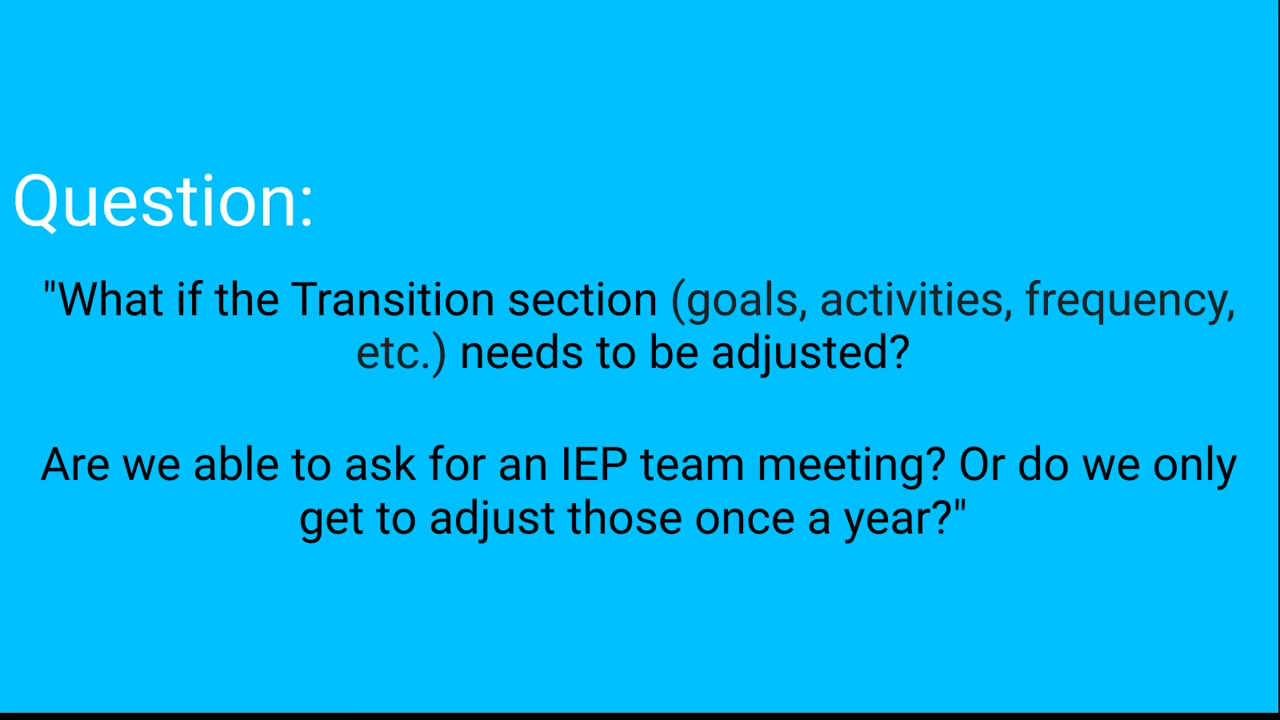 Question:
"What if the Transition section (goals, activities, frequency,
etc.) needs to be adjusted?
Are we able to ask for an IEP team meeting? Or do we only
get to adjust those once a year?"